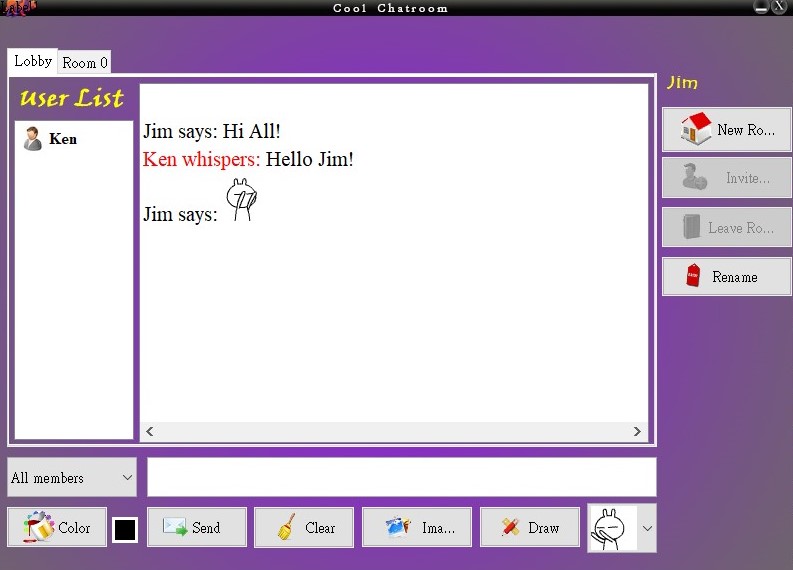 Cool Chatroom
X
Lobby
Room 0
User List
Ken
Jim says: Hi All!
Ken whispers: Hello Jim!
Jim says:
Jim
New Ro...
Invite...
Leave Ro...
Rename
All members
Color
Send
Clear
Ima...
Draw